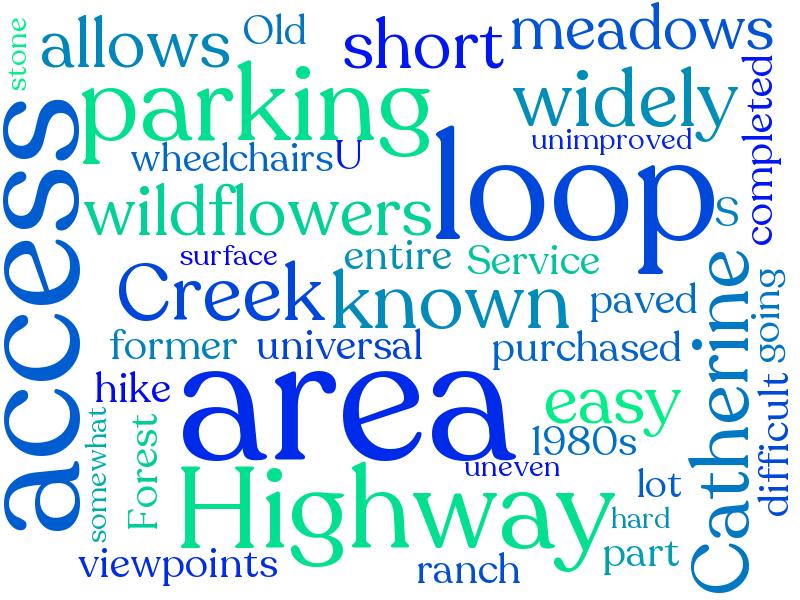 stone
allows
Old
short
meadows
parking
widely
completed
unimproved
wheelchairs
U
access
loop
wildflowers
s
surface
entire
Service
Creek
known
paved
Catherine
going
former
universal
purchased
hike
area
easy
difficult
somewhat
Forest
1980s
uneven
Highway
lot
hard
viewpoints
ranch
part